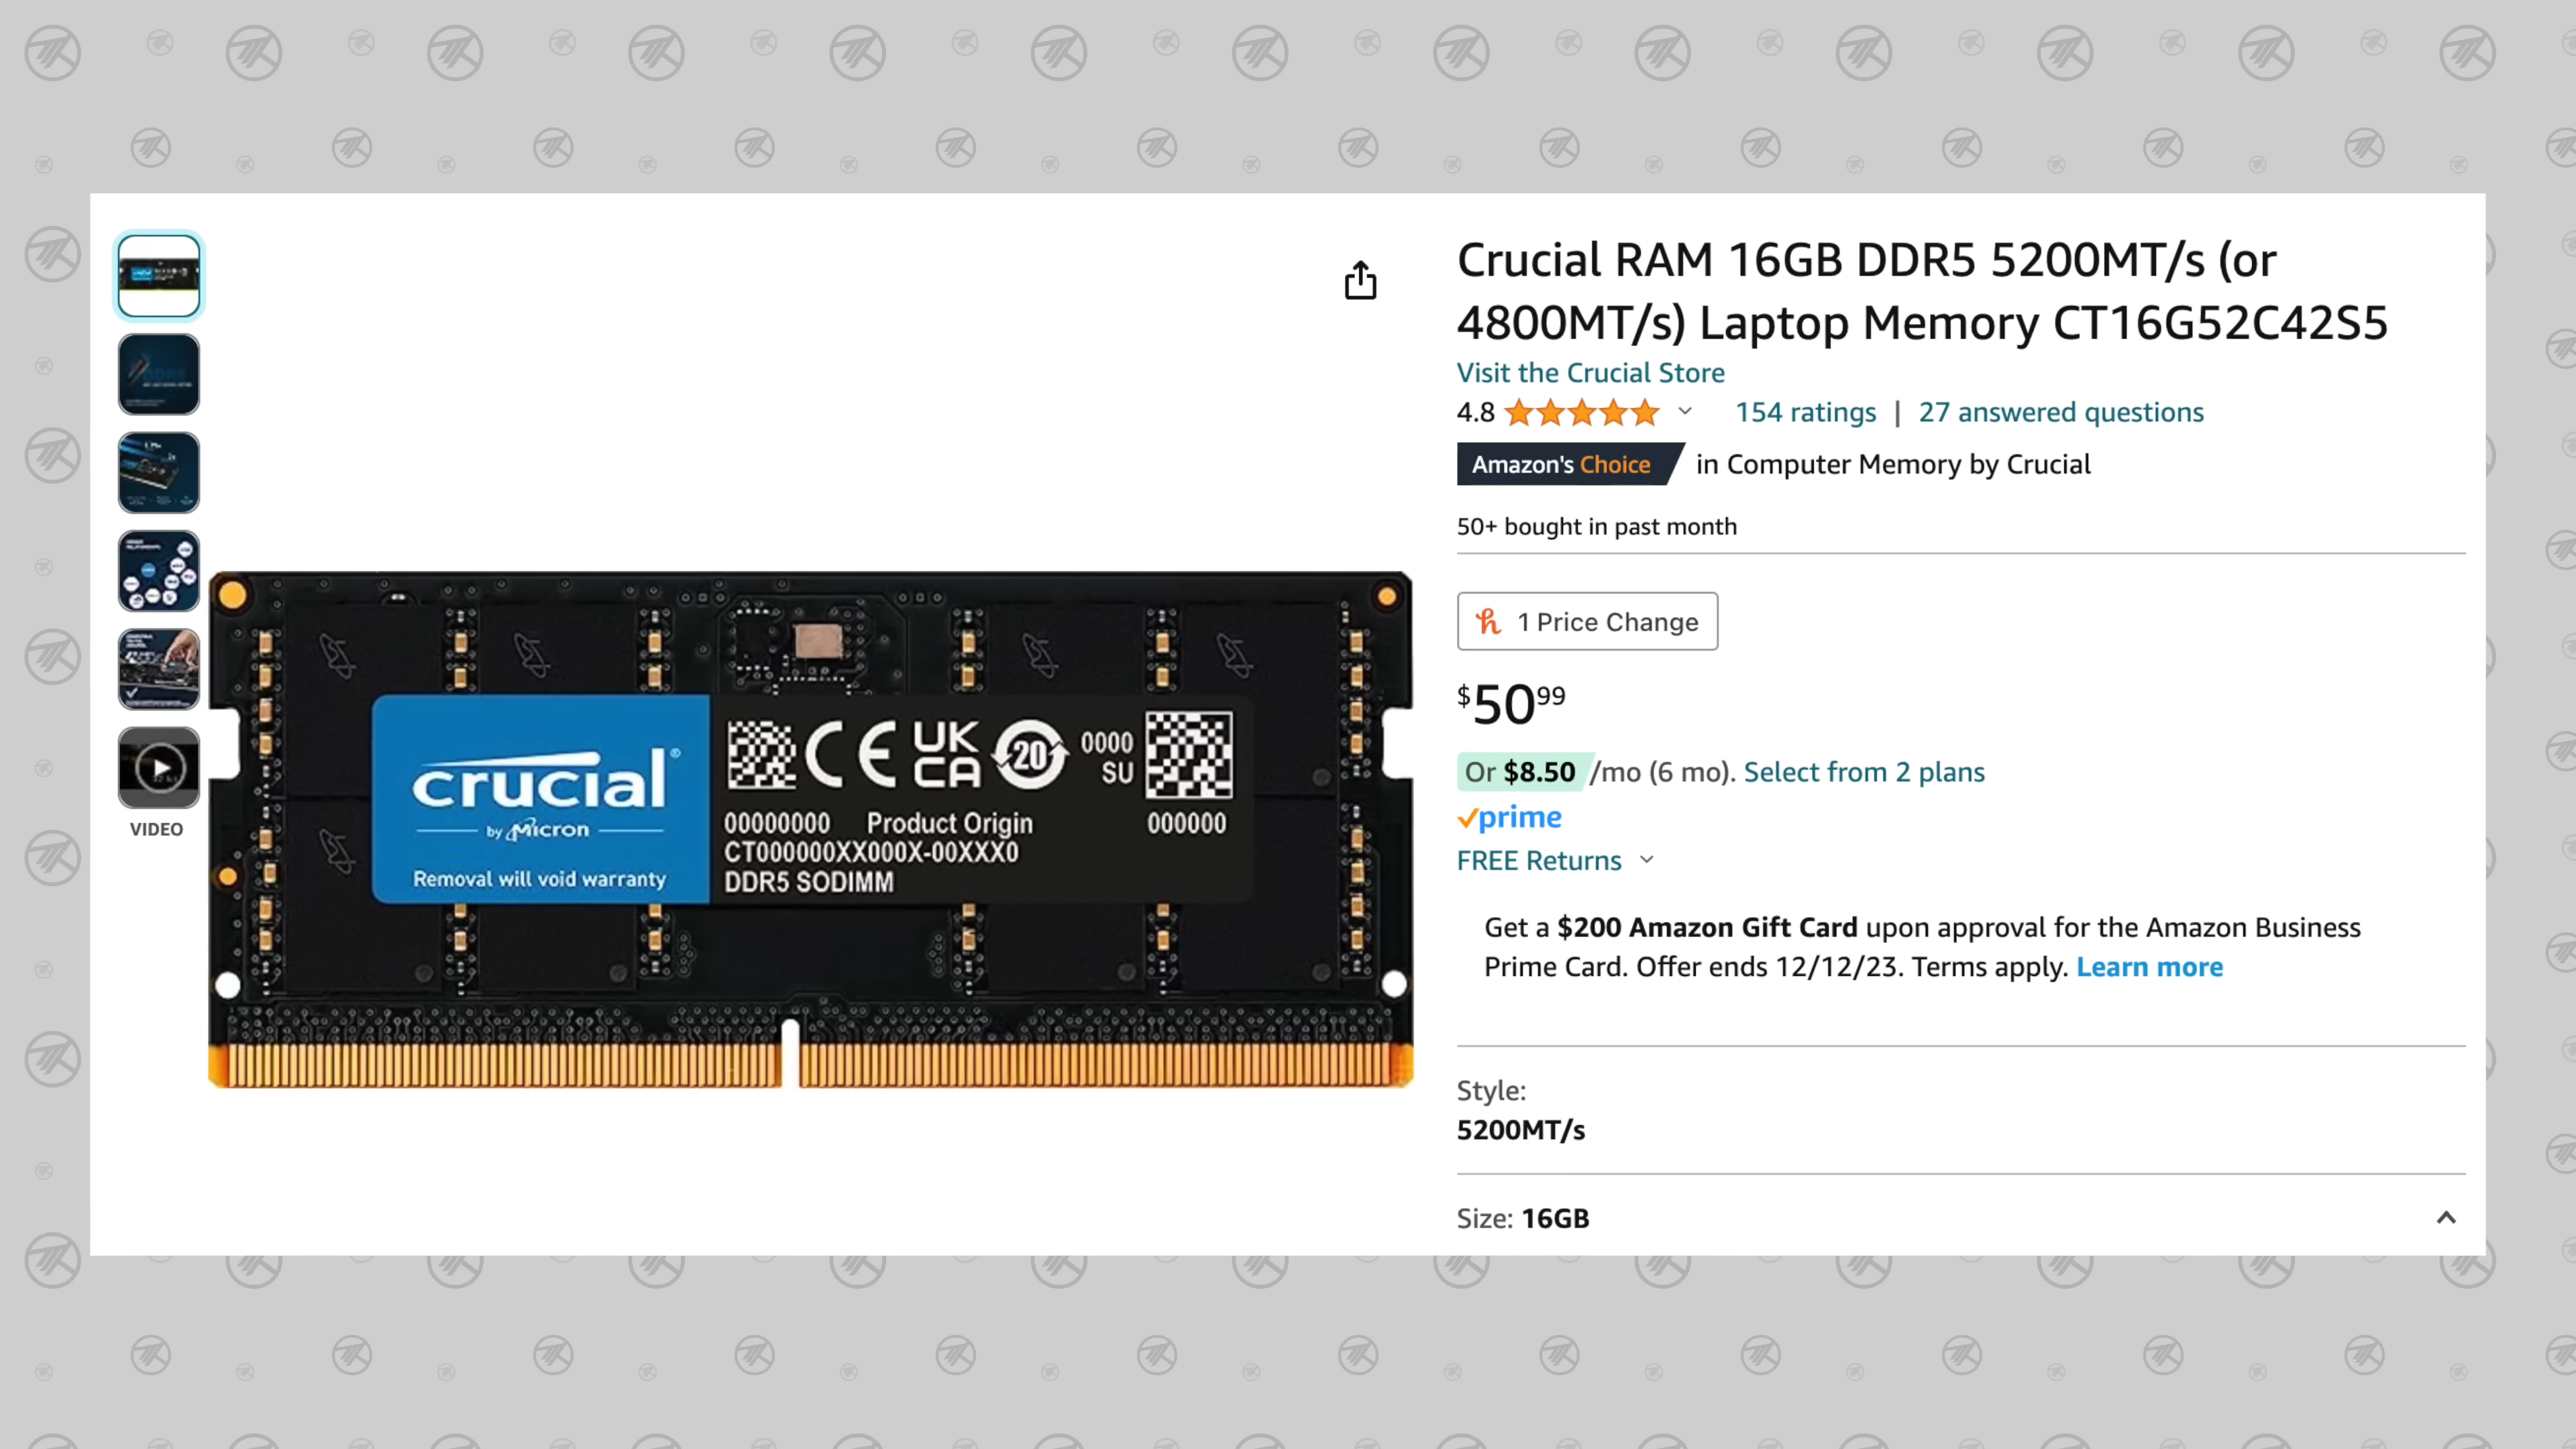 Crucial RAM 16GB DDR5 5200MT/s (or
4800MT/s) Laptop Memory CT16G52C42S5
Visit the Crucial Store
4.8 154 ratings | 27 answered questions
Amazon's Choice in Computer Memory by Crucial
50+ bought in past month
1 Price Change
$50 99
Or $8.50 /mo (6 mo). Select from 2 plans
prime
FREE Returns
Get a $200 Amazon Gift Card upon approval for the Amazon Business
Prime Card. Offer ends 12/12/23. Terms apply. Learn more
Style:
5200MT/s
Size: 16GB
VIDEO
crucial®
by Micron
Removal will void warranty
CE UK CA 20 0000
SU
00000000 Product Origin 000000
CT000000XX000X-00XXX0
DDR5 SODIMM